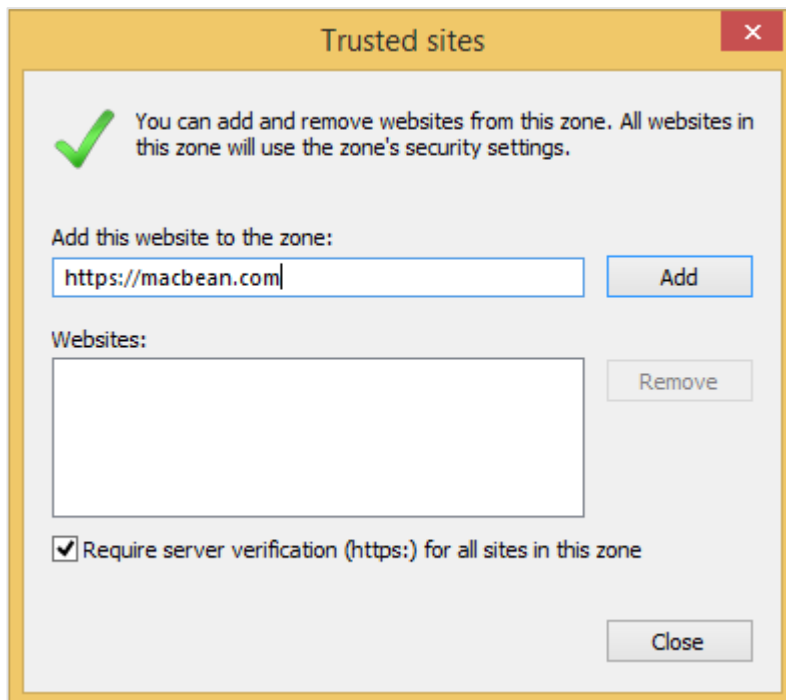 Trusted sites
You can add and remove websites from this zone. All websites in
this zone will use the zone's security settings.
Add this website to the zone:
https://macbean.com
Add
Websites:
Remove
Require server verification (https:) for all sites in this zone
Close